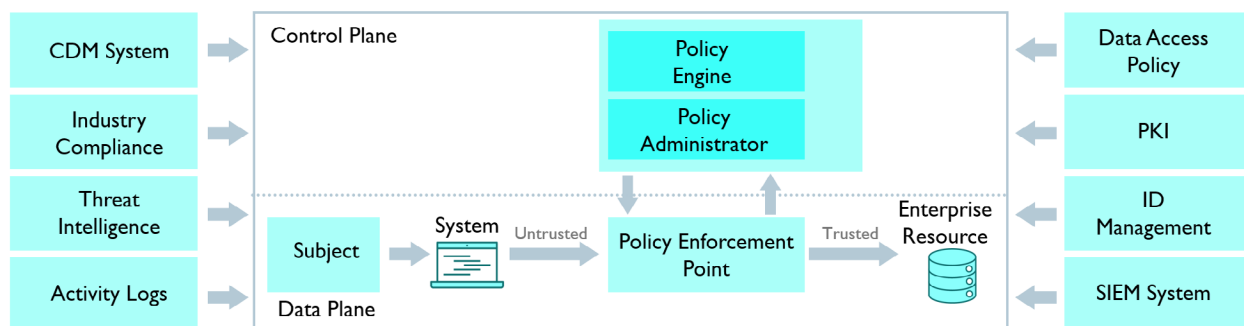 CDM System
Industry
Compliance
Threat
Intelligence
Activity Logs
Control Plane
Policy
Engine
Policy
Administrator
Subject
Data Plane
System
Untrusted
Policy Enforcement
Point
Trusted
Enterprise
Resource
Data Access
Policy
PKI
ID
Management
SIEM System